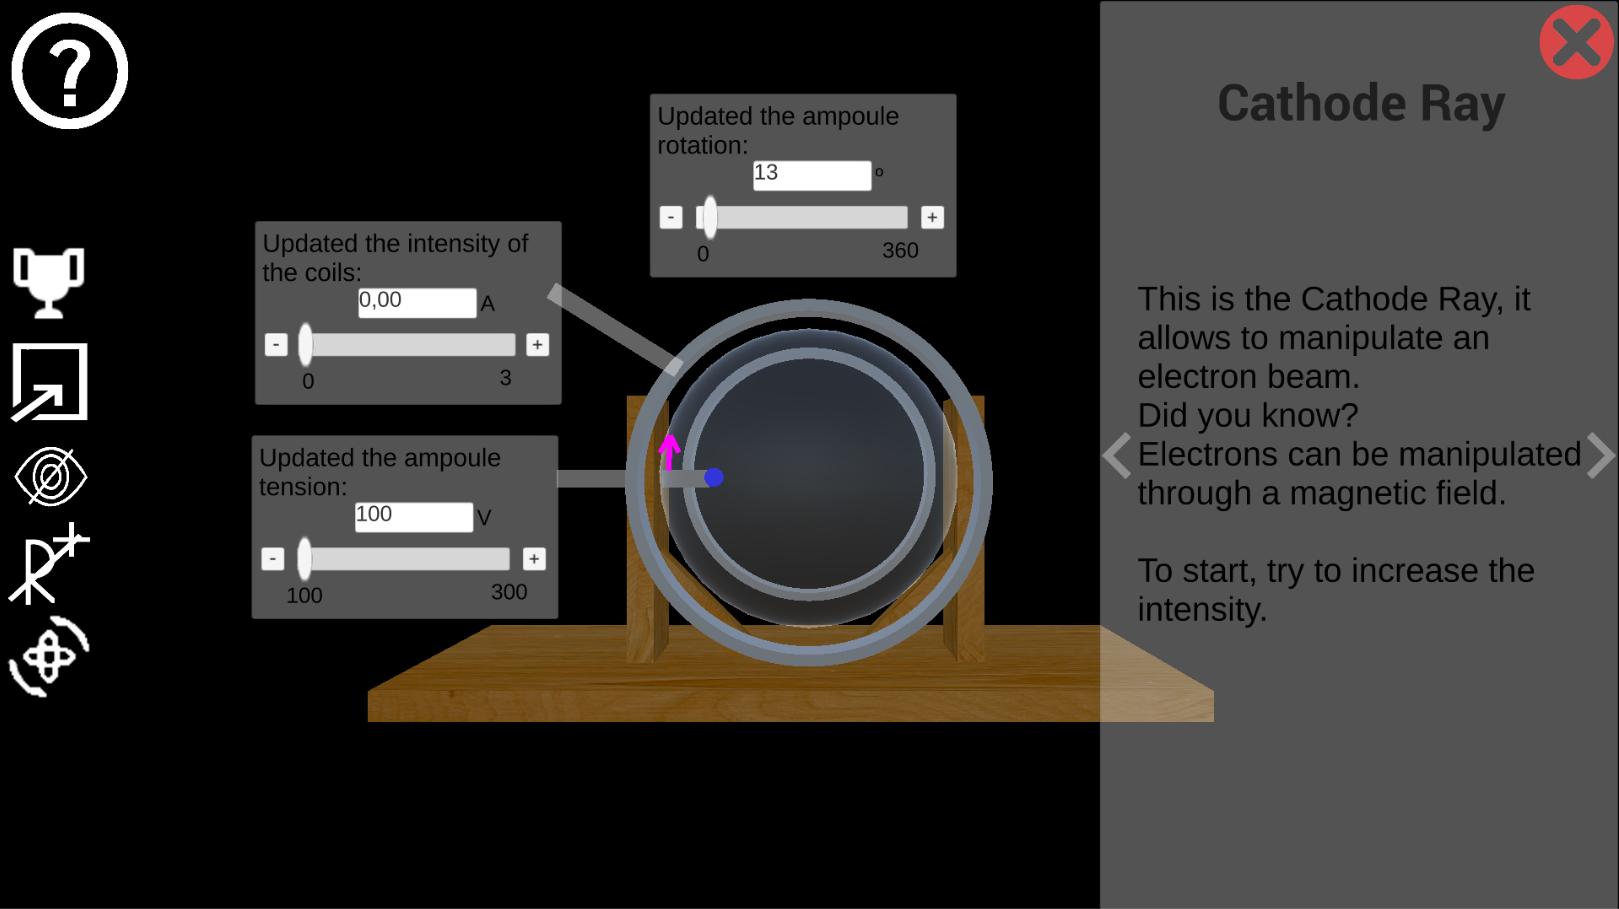 ?
Updated the ampoule
rotation:
13 º
- +
0 360
Updated the intensity of
the coils:
0,00 A
- +
0 3
Updated the ampoule
tension:
100 V
- +
100 300
Cathode Ray
This is the Cathode Ray, it
allows to manipulate an
electron beam.
Did you know?
Electrons can be manipulated
through a magnetic field.
To start, try to increase the
intensity.